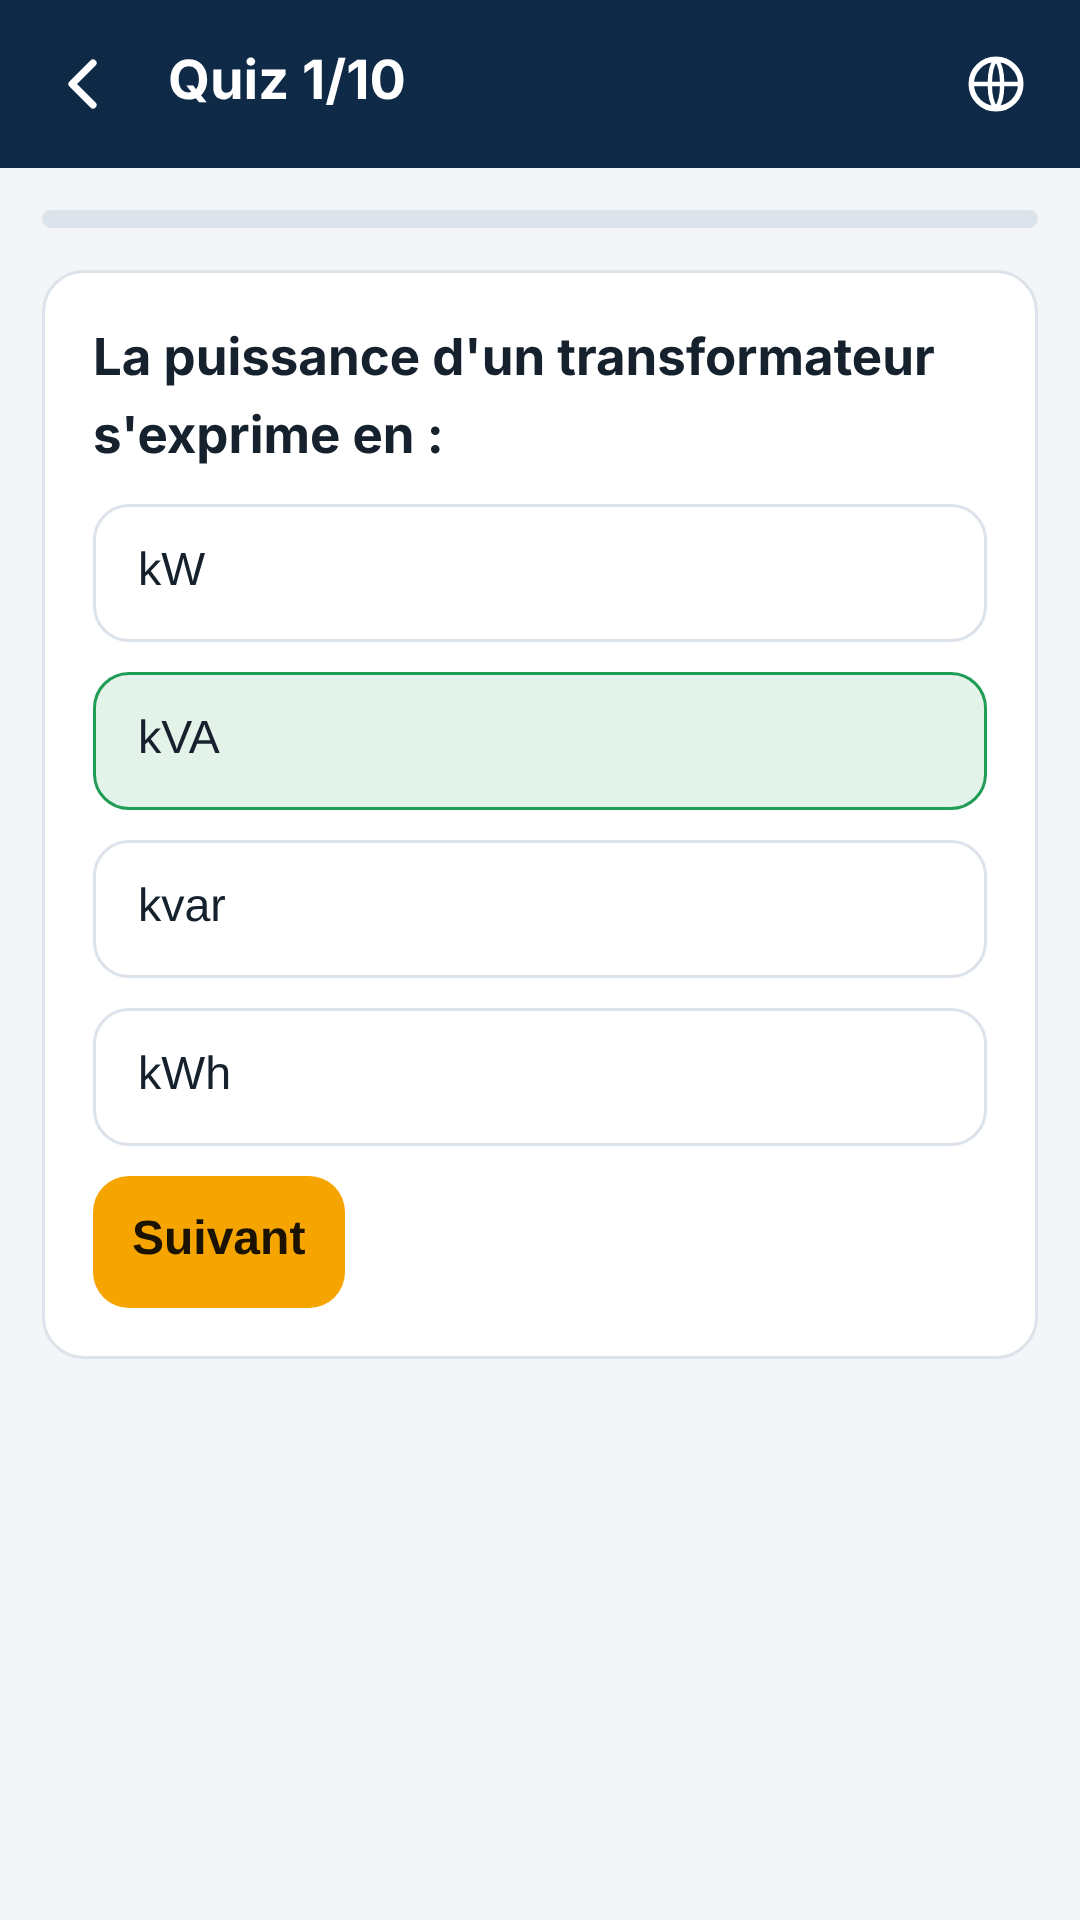 Quiz 1/10
La puissance d'un transformateur
s'exprime en :
kW
kVA
kvar
kWh
Suivant